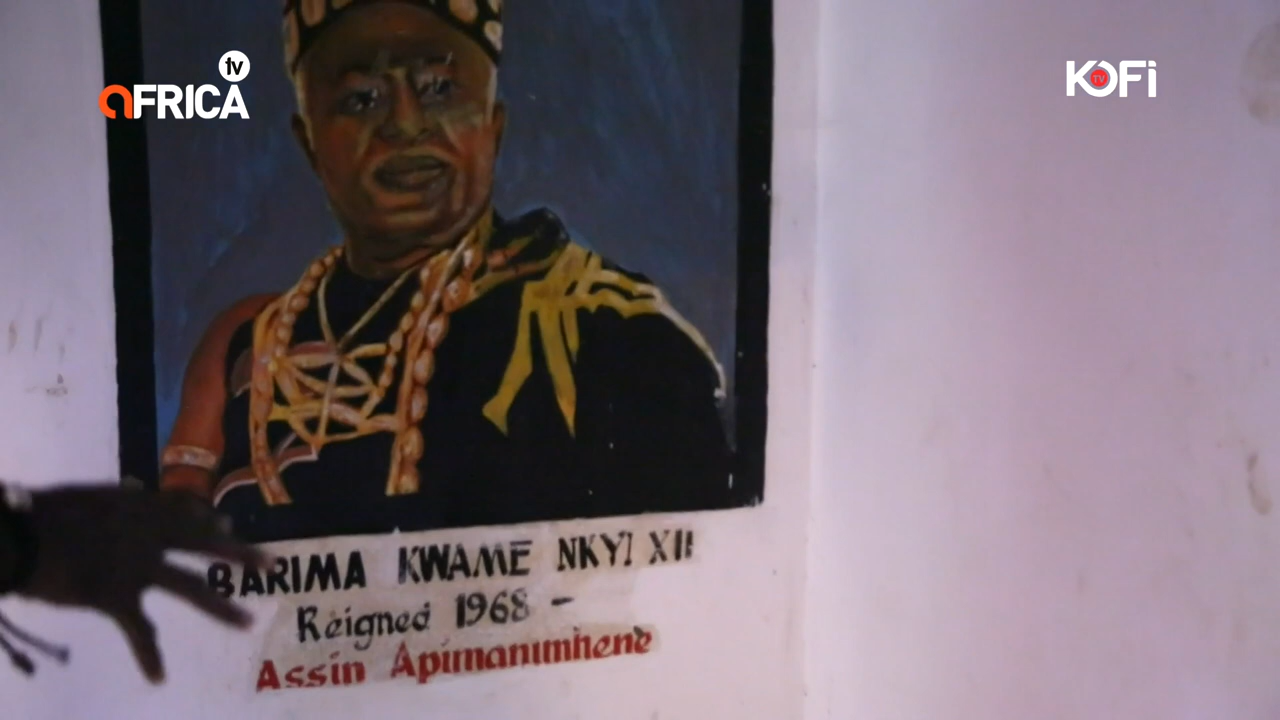 tv
aFRICA
KOFi
TV
BARIMA KWAME NKYI XII
Reigned 1968 -
Assin Apimanimhene